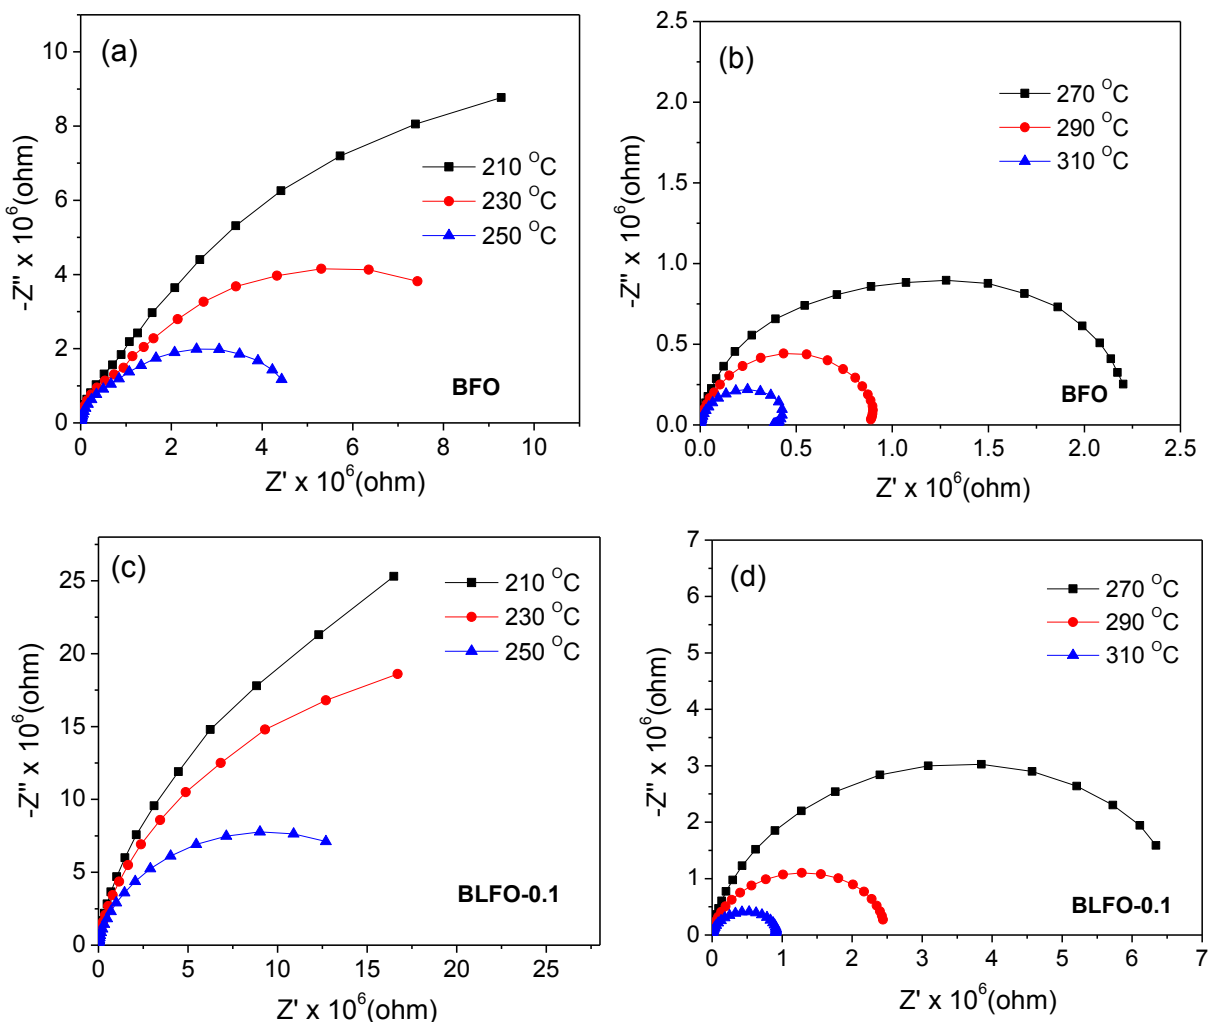 (a)
10
8
6
4
2
0
-Z" x 10^6(ohm)
210 °C
230 °C
250 °C
BFO
0
2
4
6
8
10
Z' x 10^6(ohm)
(b)
2.5
2.0
1.5
1.0
0.5
0.0
-Z" x 10^6(ohm)
270 °C
290 °C
310 °C
BFO
0.0
0.5
1.0
1.5
2.0
2.5
Z' x 10^6(ohm)
(c)
25
20
15
10
5
0
-Z" x 10^6(ohm)
210 °C
230 °C
250 °C
BLFO-0.1
0
5
10
15
20
25
Z' x 10^6(ohm)
(d)
7
6
5
4
3
2
1
0
-Z" x 10^6(ohm)
270 °C
290 °C
310 °C
BLFO-0.1
0
1
2
3
4
5
6
7
Z' x 10^6(ohm)